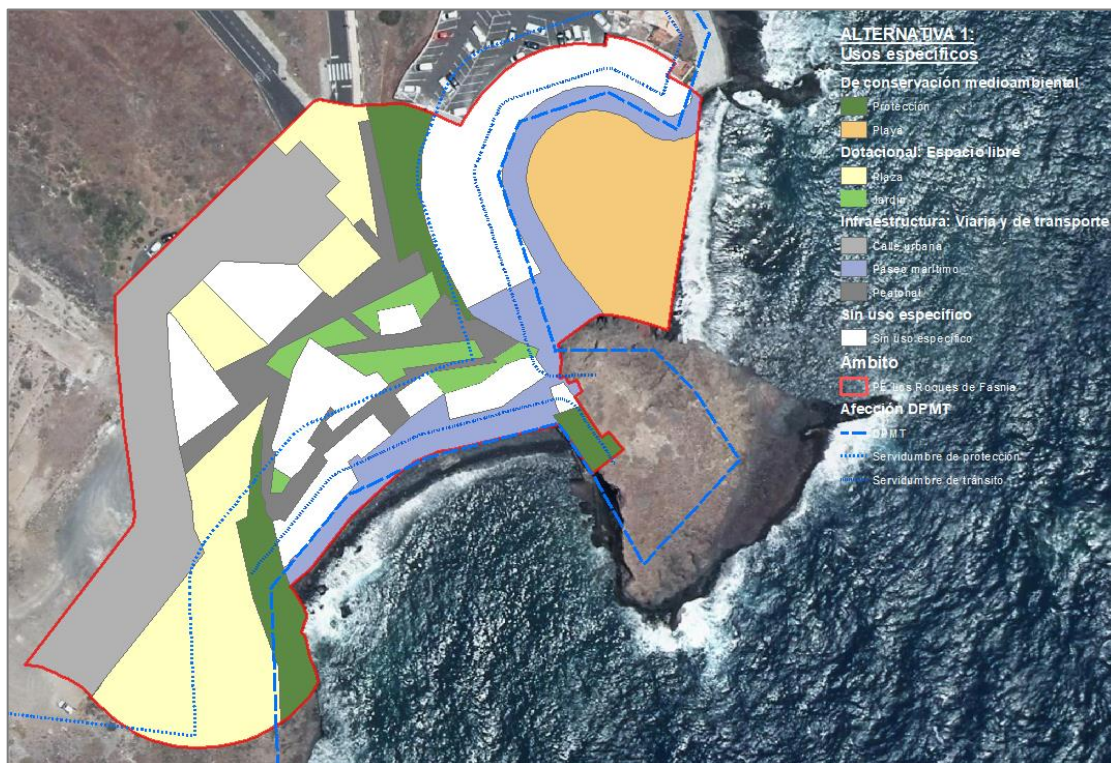 ALTERNATIVA 1:
Usos específicos
De conservación medioambiental
Protección
Playa
Dotacional: Espacio libre
Plaza
Jardín
Infraestructura: Viaria y de transporte
Calle urbana
Paseo marítimo
Peatonal
Sin uso específico
Sin uso específico
Ámbito
PE Los Roques de Fasnia
Afección DPMT
DPMT
Servidumbre de protección
Servidumbre de tránsito